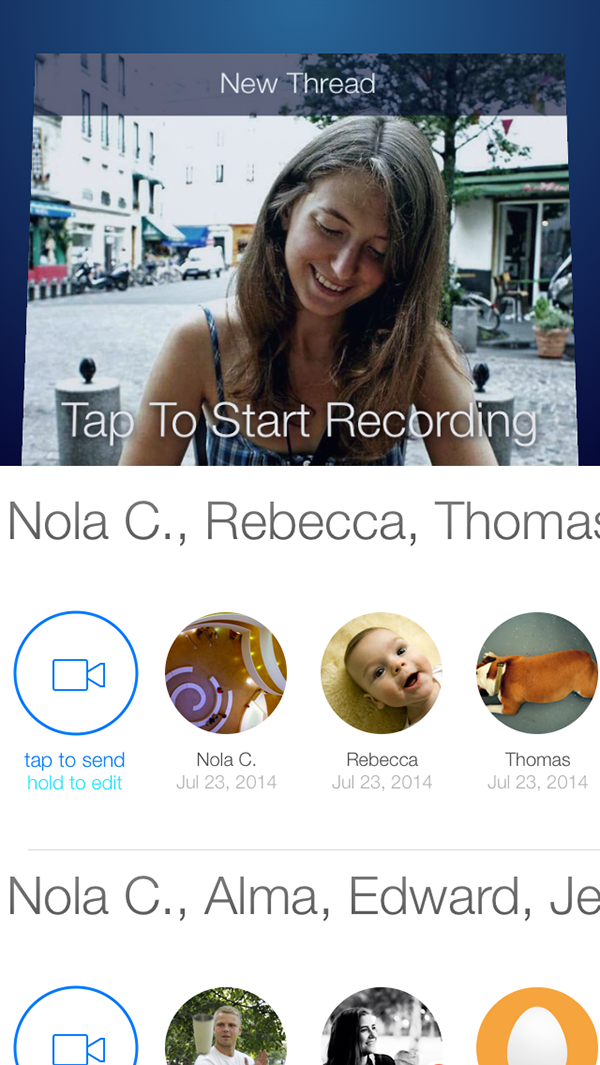 New Thread
Tap To Start Recording
Nola C., Rebecca, Thomas
tap to send
hold to edit
Nola C.
Jul 23, 2014
Rebecca
Jul 23, 2014
Thomas
Jul 23, 2014
Nola C., Alma, Edward, Je